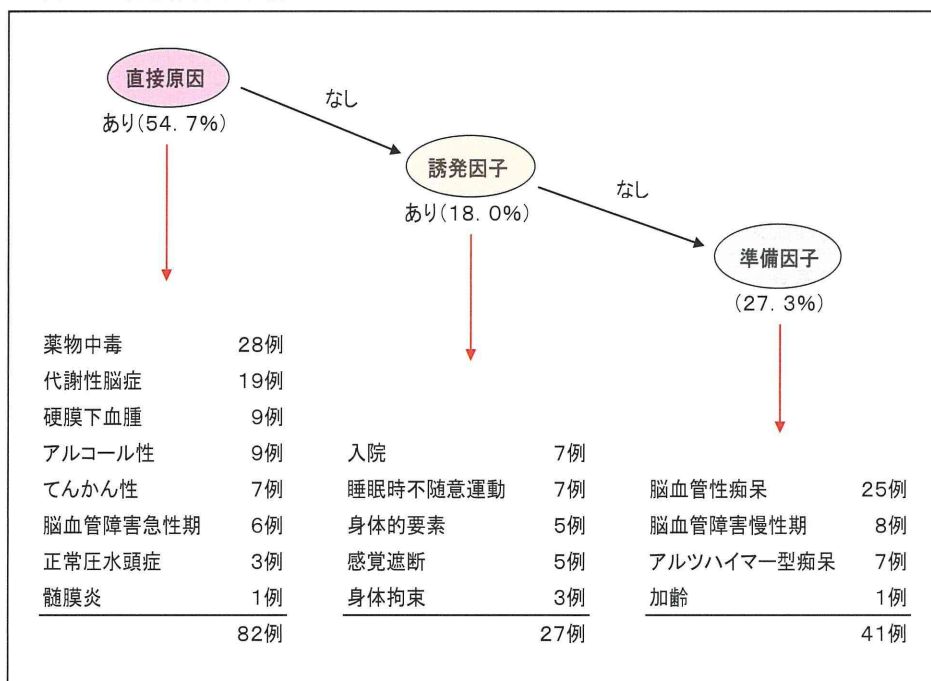 直接原因
あり(54.7%)
なし
誘発因子
あり(18.0%)
なし
準備因子
(27.3%)
薬物中毒 28例
代謝性脳症 19例
硬膜下血腫 9例
アルコール性 9例
てんかん性 7例
脳血管障害急性期 6例
正常圧水頭症 3例
髄膜炎 1例
82例
入院 7例
睡眠時不随意運動 7例
身体的要素 5例
感覚遮断 5例
身体拘束 3例
27例
脳血管性痴呆 25例
脳血管障害慢性期 8例
アルツハイマー型痴呆 7例
加齢 1例
41例